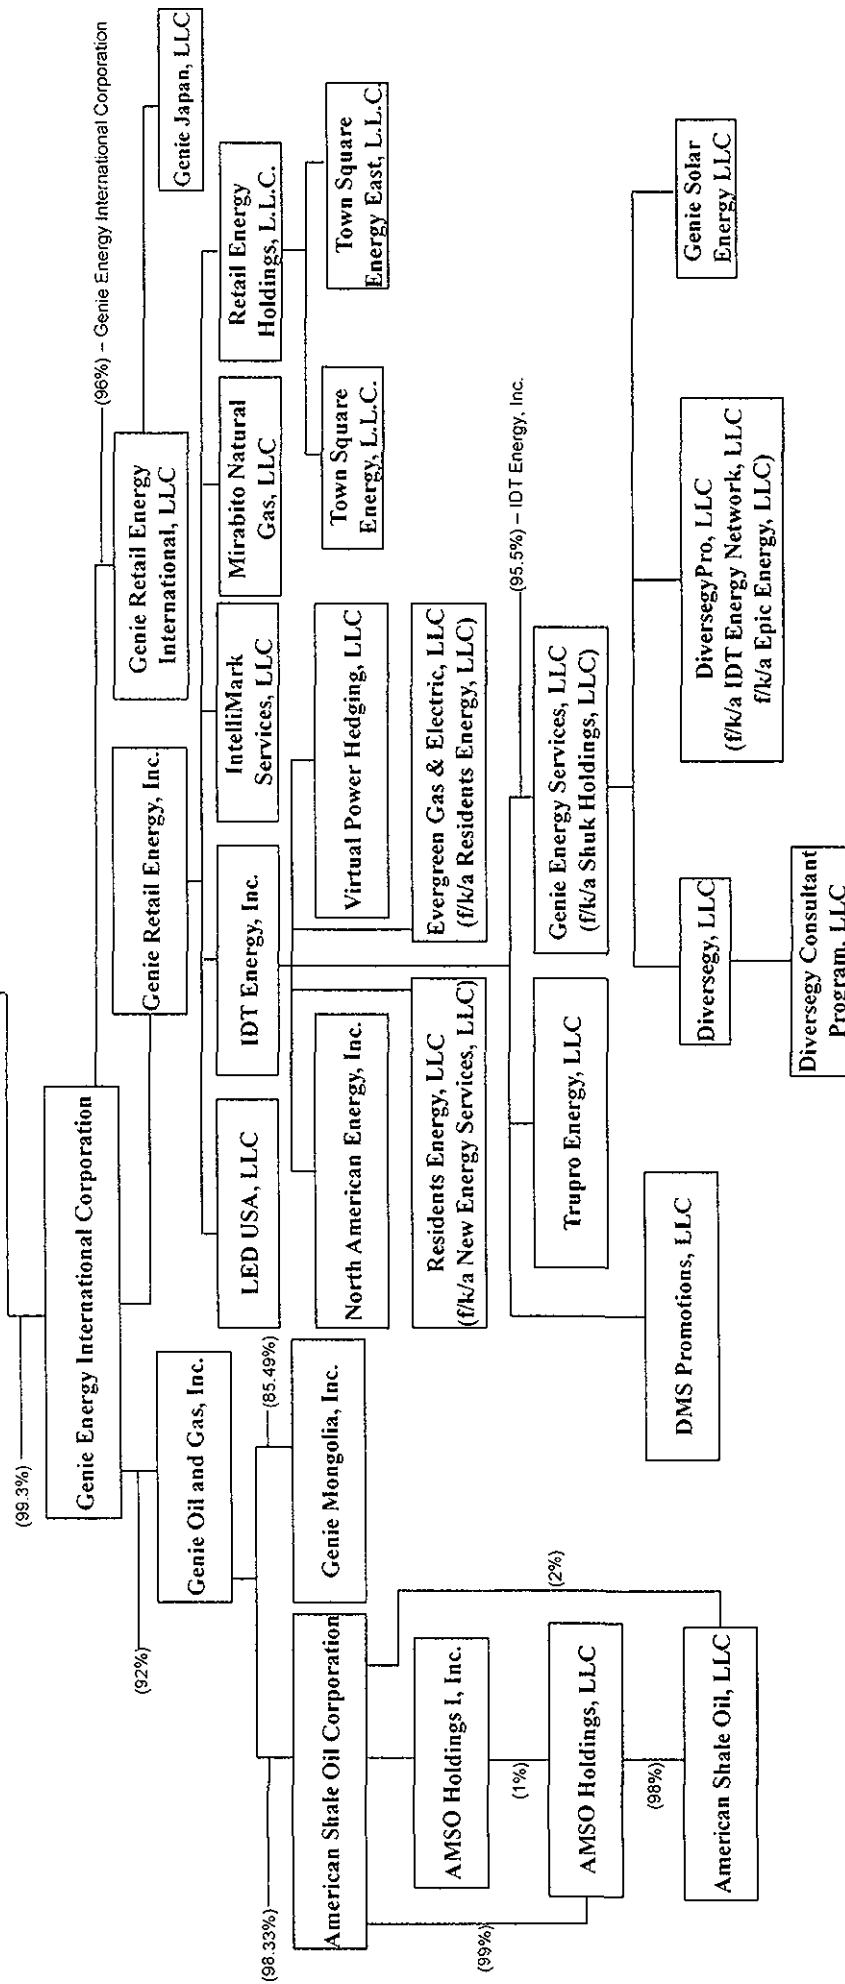 (99.3%)
Genie Energy International Corporation
(92%)
(96%) – Genie Energy International Corporation
Genie Oil and Gas, Inc.
Genie Retail Energy, Inc.
Genie Retail Energy
International, LLC
Genie Japan, LLC
(98.33%)
(85.49%)
LED USA, LLC
IDT Energy, Inc.
IntelliMark
Services, LLC
Mirabito Natural
Gas, LLC
Retail Energy
Holdings, L.L.C.
American Shale Oil Corporation
Genie Mongolia, Inc.
North American Energy, Inc.
Virtual Power Hedging, LLC
Town Square
Energy, L.L.C.
Town Square
Energy East, L.L.C.
AMSO Holdings I, Inc.
Residents Energy, LLC
(f/k/a New Energy Services, LLC)
Evergreen Gas & Electric, LLC
(f/k/a Residents Energy, LLC)
(99%)
(1%)
(2%)
(95.5%) – IDT Energy, Inc.
AMSO Holdings, LLC
Trupro Energy, LLC
Genie Energy Services, LLC
(f/k/a Shuk Holdings, LLC)
(98%)
American Shale Oil, LLC
DMS Promotions, LLC
Diversegy, LLC
DiversegyPro, LLC
(f/k/a IDT Energy Network, LLC
f/k/a Epic Energy, LLC)
Genie Solar
Energy LLC
Diversegy Consultant
Program, LLC